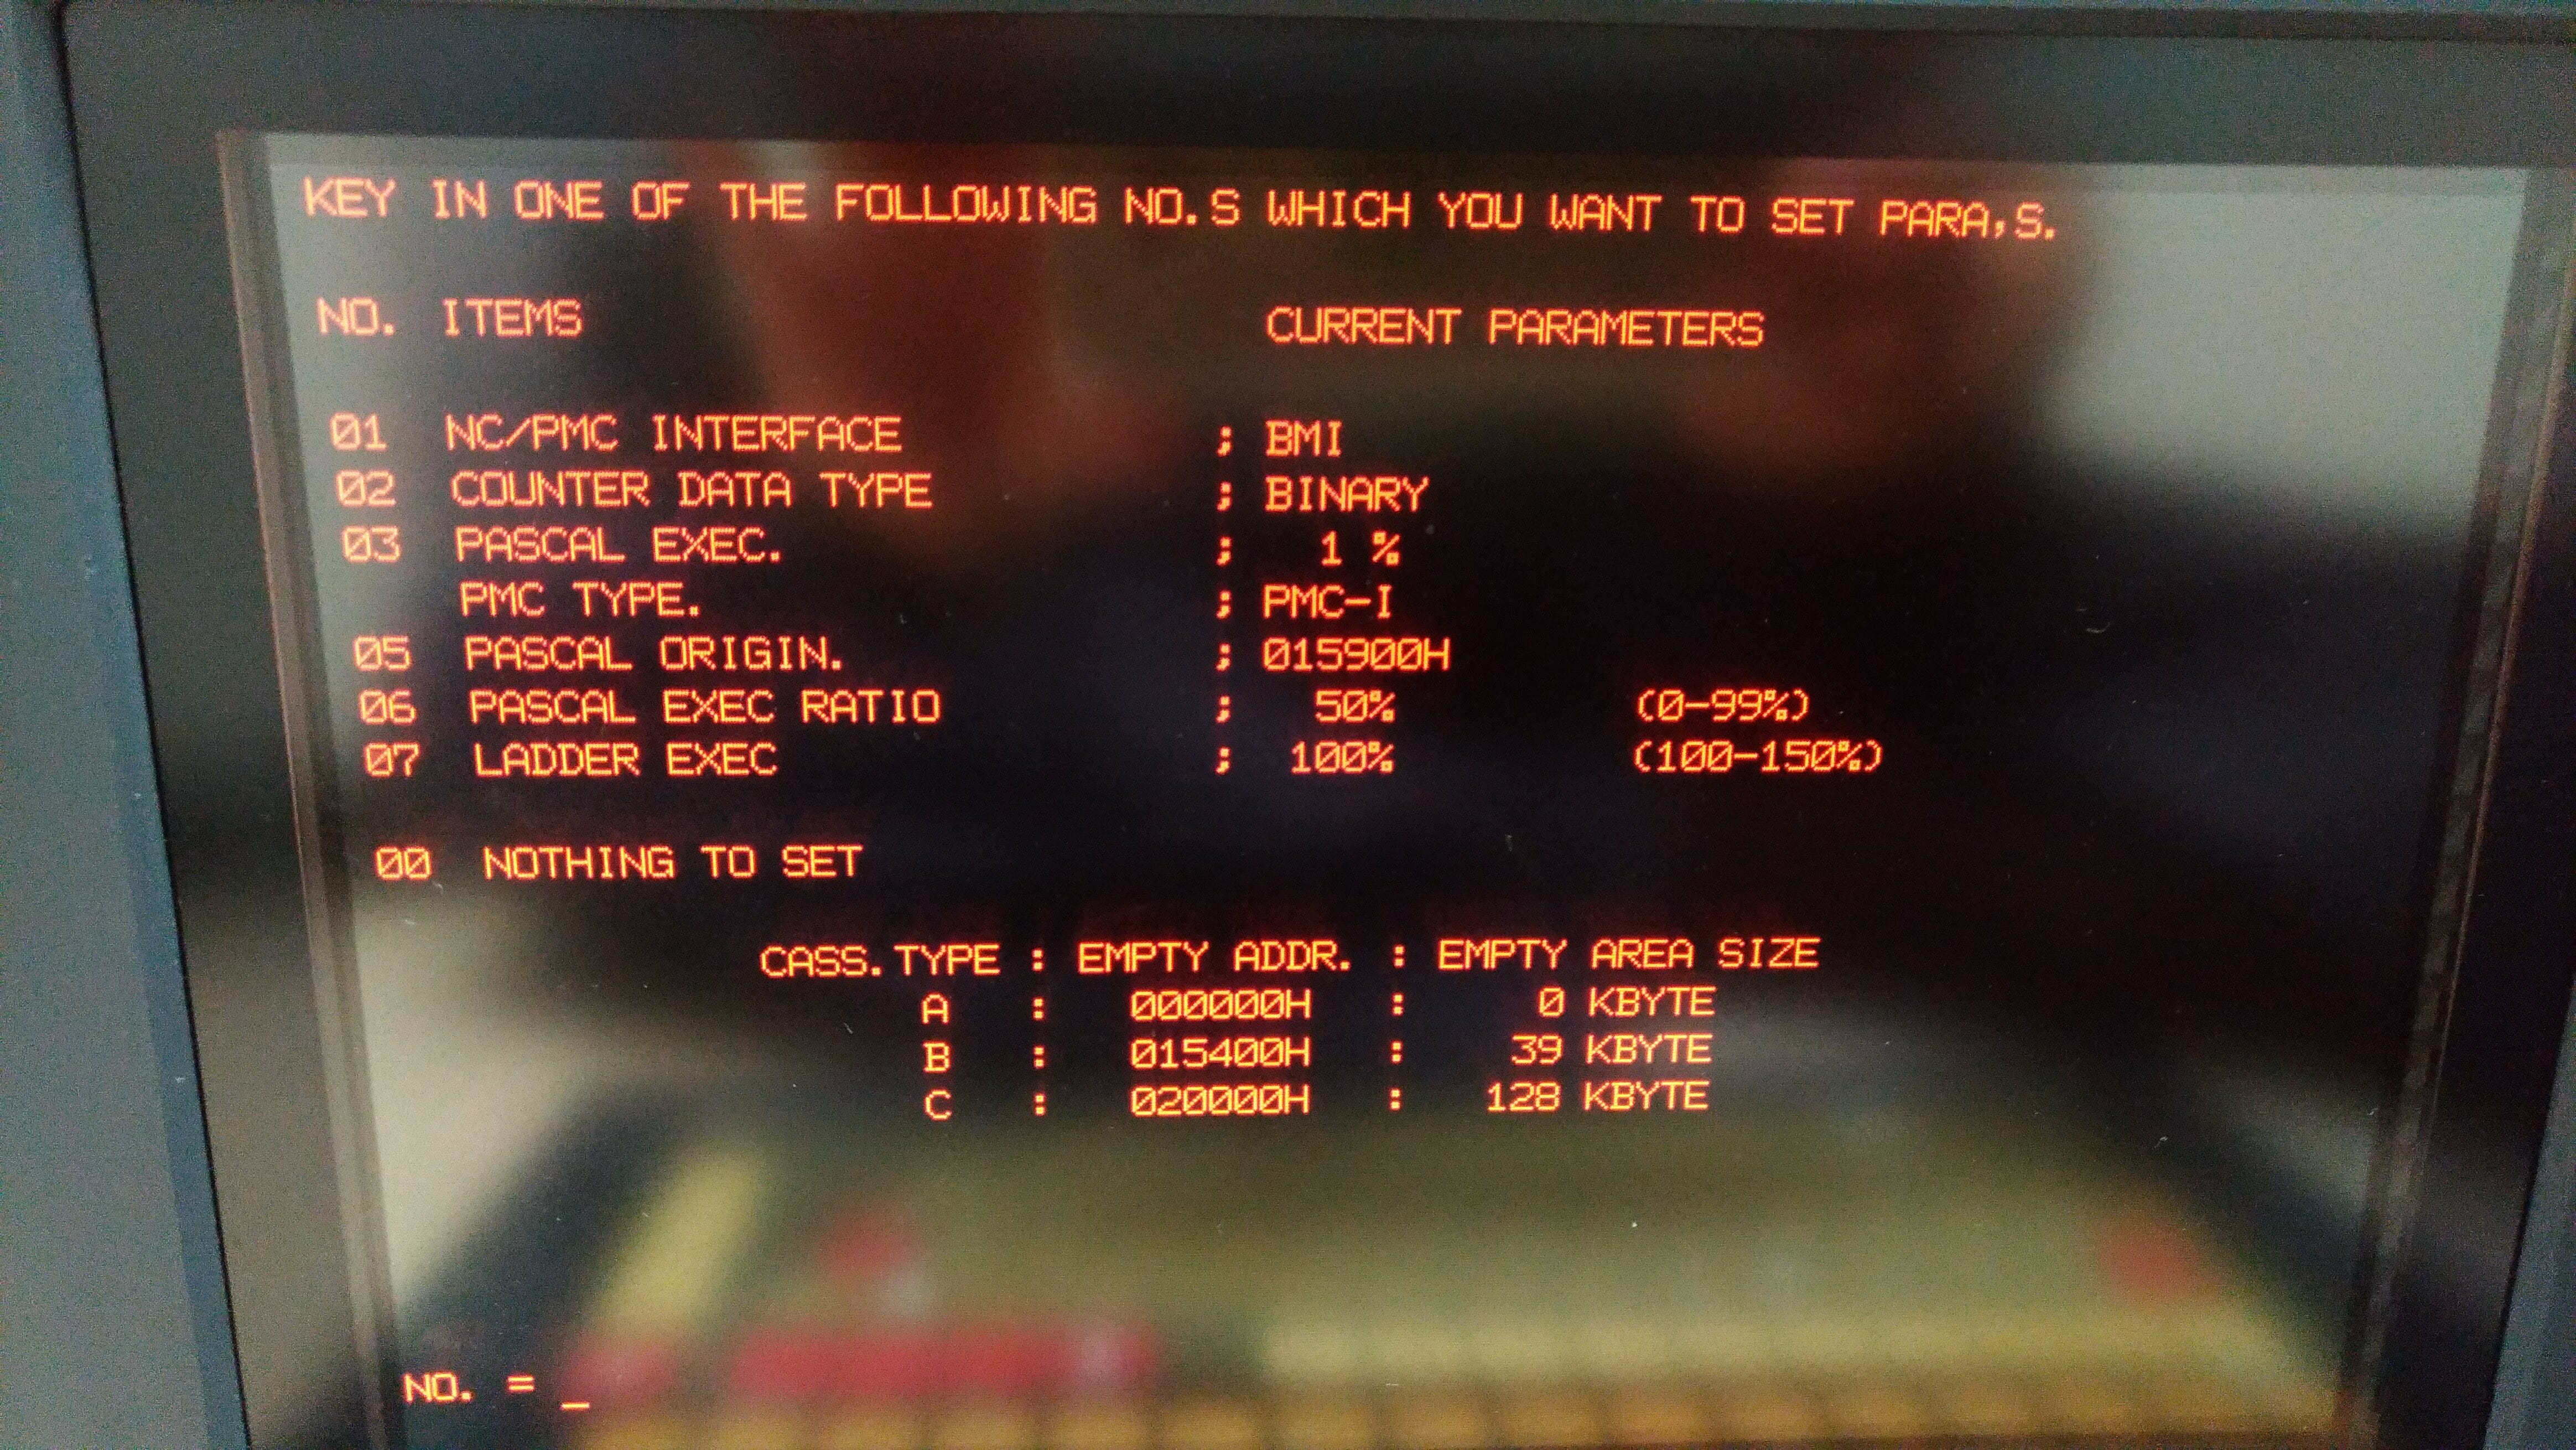 KEY IN ONE OF THE FOLLOWING NO.S WHICH YOU WANT TO SET PARA,S.
NO. ITEMS CURRENT PARAMETERS
01 NC/PMC INTERFACE ; BMI
02 COUNTER DATA TYPE ; BINARY
03 PASCAL EXEC. ; 1 %
PMC TYPE. ; PMC-I
05 PASCAL ORIGIN. ; 015900H
06 PASCAL EXEC RATIO ; 50% (0-99%)
07 LADDER EXEC ; 100% (100-150%)
00 NOTHING TO SET
CASS.TYPE : EMPTY ADDR. : EMPTY AREA SIZE
A : 000000H : 0 KBYTE
B : 015400H : 39 KBYTE
C : 020000H : 128 KBYTE
NO. = _